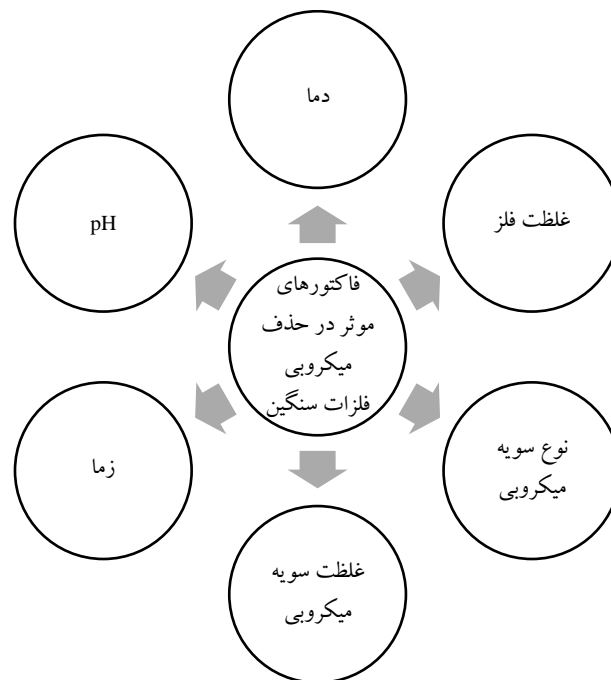 دما
غلظت فلز
pH
فاکتورهای
موثر در حذف
میکروبی
فلزات سنگین
نوع سویه
میکروبی
زما
غلظت سویه
میکروبی